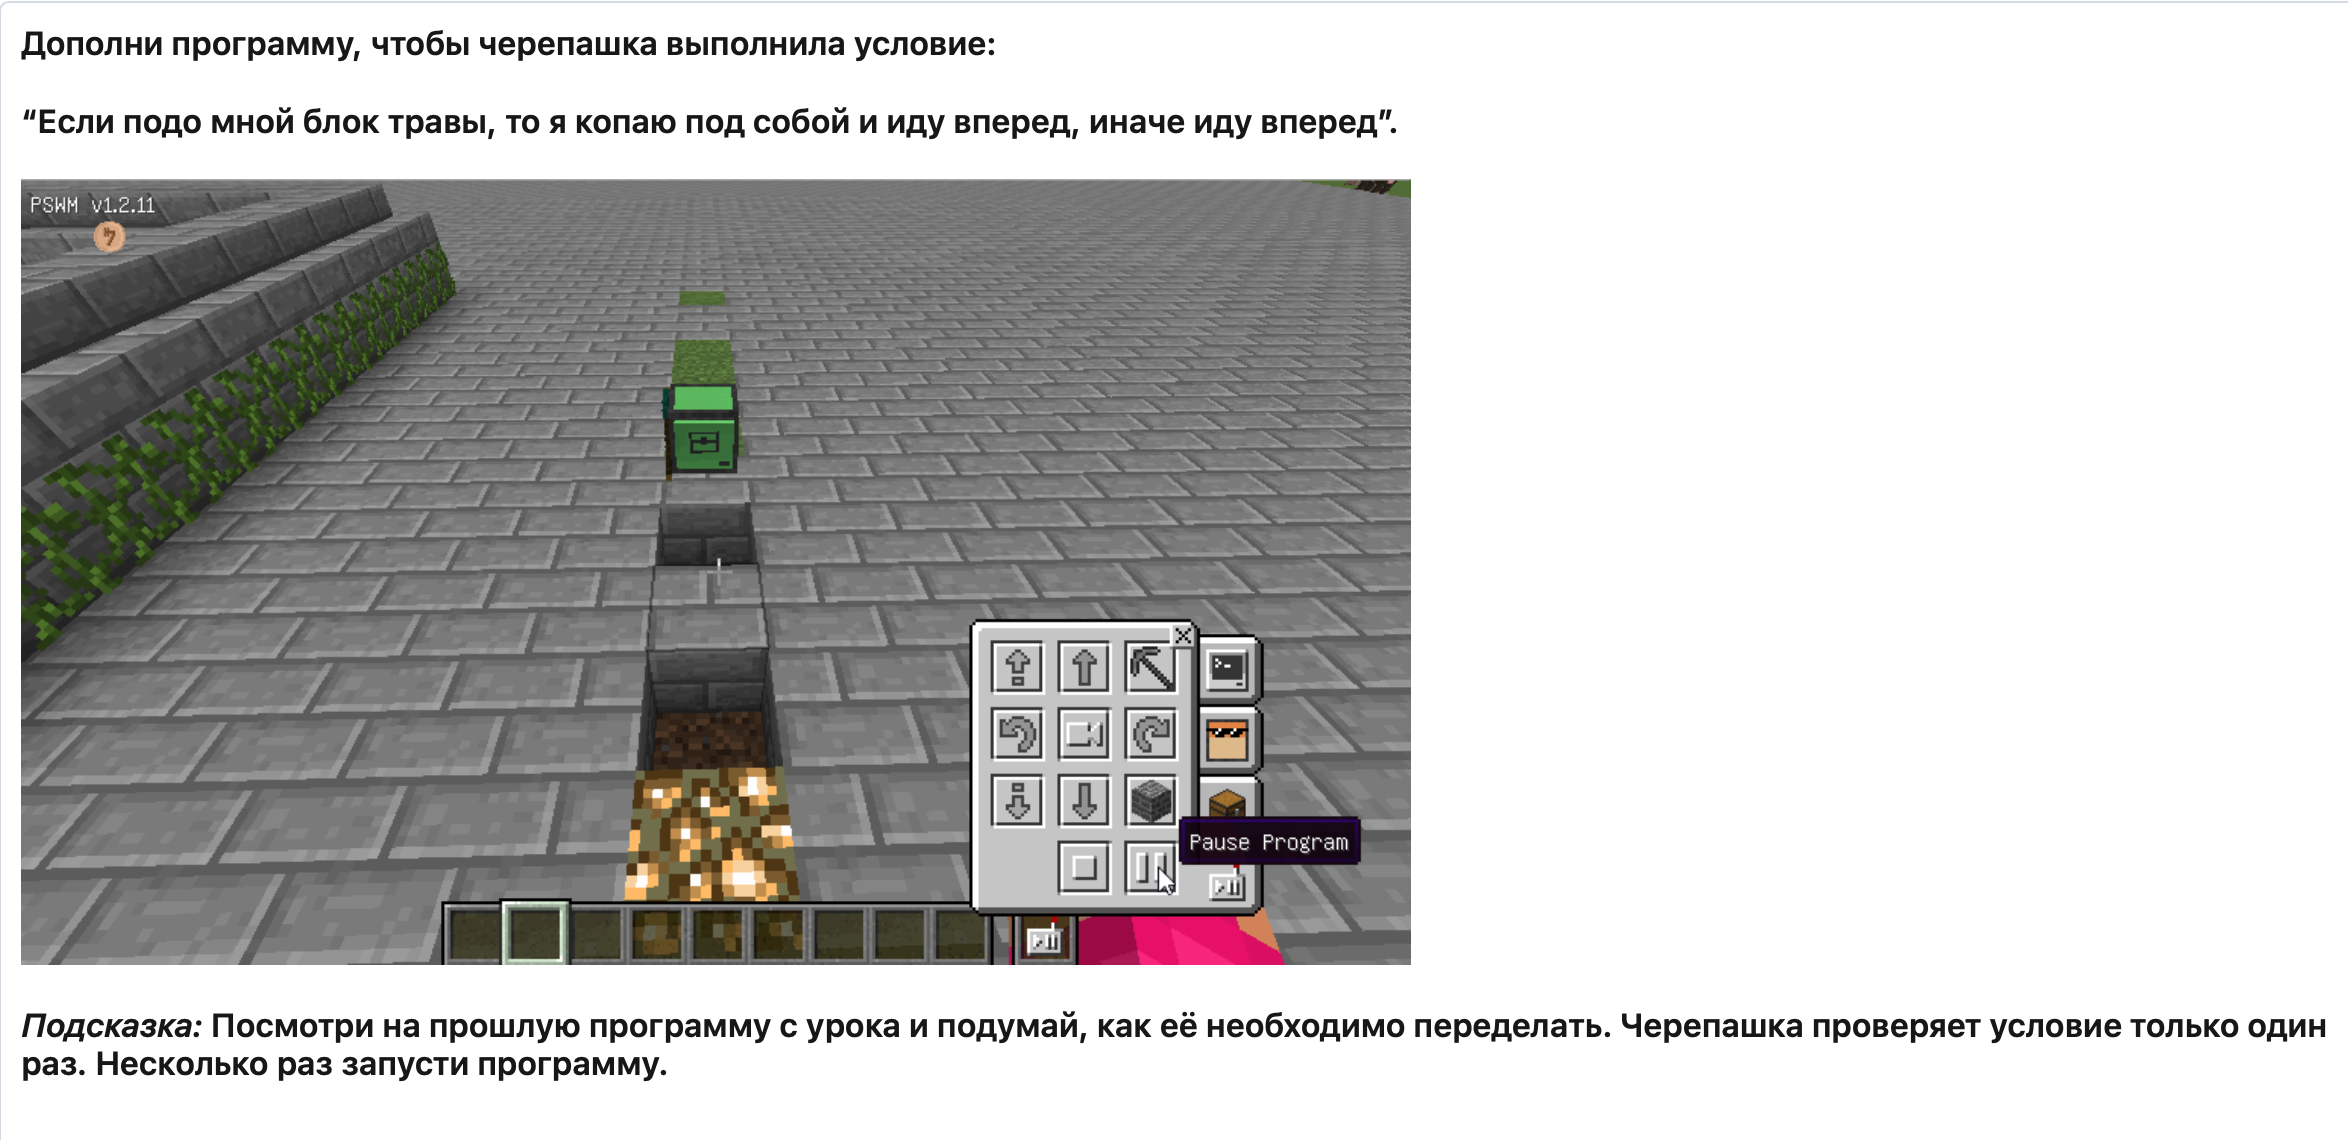 Дополни программу, чтобы черепашка выполнила условие:
“Если подо мной блок травы, то я копаю под собой и иду вперед, иначе иду вперед”.
PSWM v1.2.11
Pause Program
Подсказка: Посмотри на прошлую программу с урока и подумай, как её необходимо переделать. Черепашка проверяет условие только один
раз. Несколько раз запусти программу.